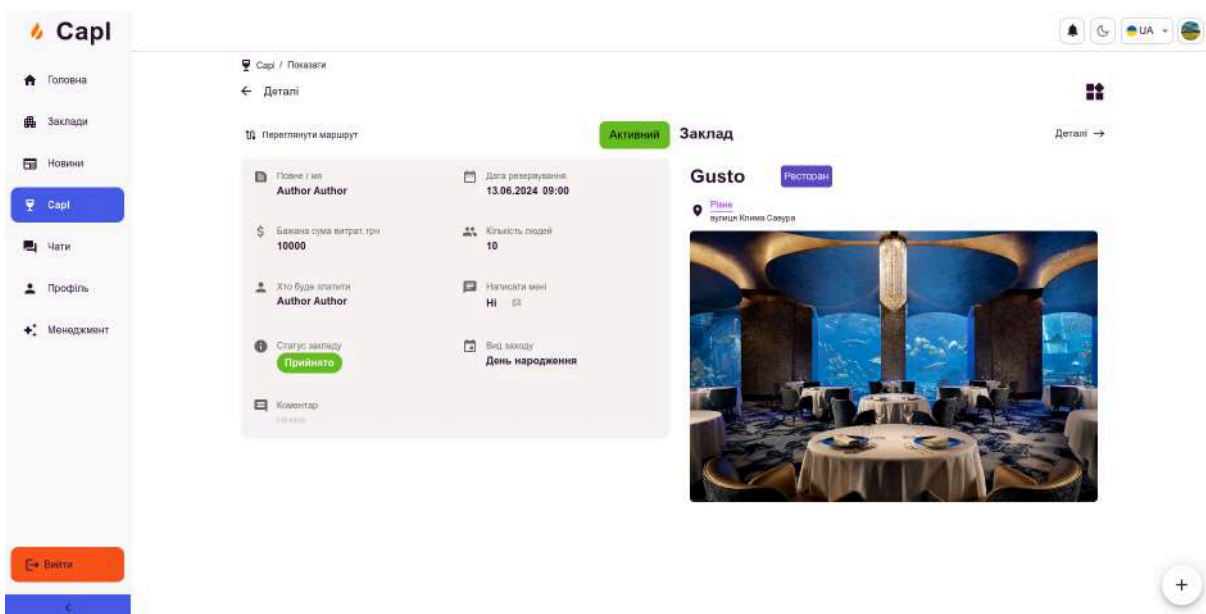 Capl
UA
Головна
Заклади
Новини
Capl
Чати
Профіль
Менеджмент
Вийти
Capl / Показати
Деталі
Переглянути маршрут
Активний
Повне ім'я
Author Author
Дата резервування
13.06.2024 09:00
Бажана сума витрат, грн
10000
Кількість людей
10
Хто буде платити
Author Author
Написати мені
Ні
Статус закладу
Прийнято
Вид заходу
День народження
Коментар
Заклад
Деталі
Gusto
Ресторан
Рівне
вулиця Клима Савура